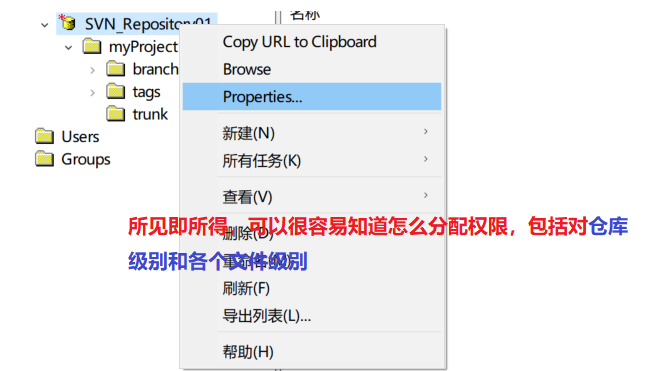 名称
SVN_Repository01
myProject
branch
tags
trunk
Users
Groups
Copy URL to Clipboard
Browse
Properties...
新建(N)
所有任务(K)
查看(V)
所见即所得，可以很容易知道怎么分配权限，包括对仓库
级别和各个文件级别
删除(D)
刷新(F)
导出列表(L)...
帮助(H)